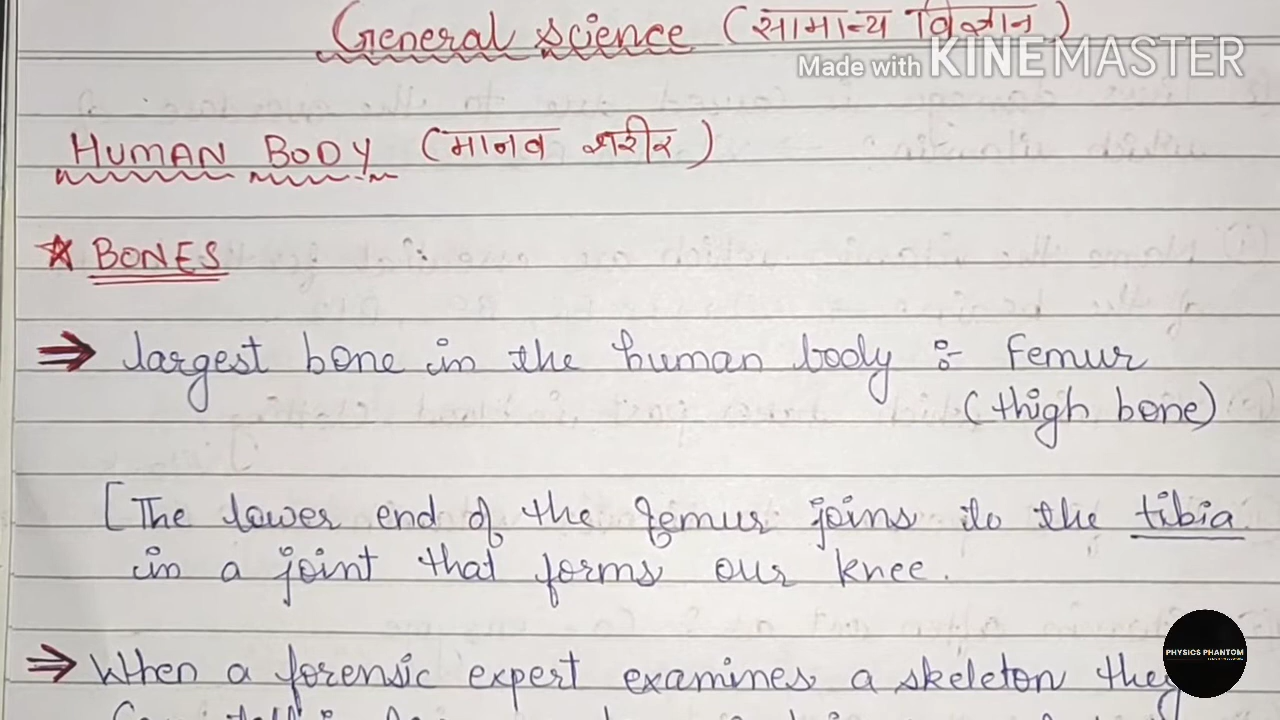 General science (सामान्य विज्ञान)
Made with KINEMASTER
HUMAN BODY (मानव शरीर)
☆ BONES :
⇒ largest bone in the human body :- Femur
(thigh bone)
[The lower end of the femur joins to the tibia
in a joint that forms our knee.
⇒ When a forensic expert examines a skeleton they
PHYSICS PHANTOM